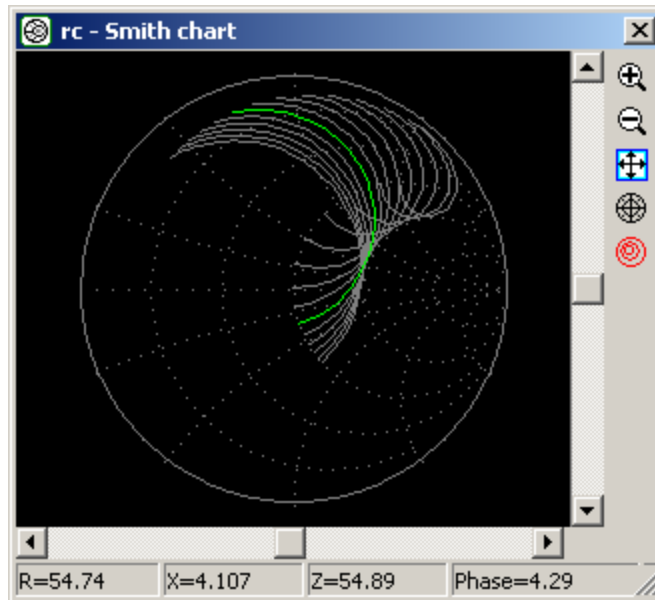 rc - Smith chart
R=54.74 X=4.107 Z=54.89 Phase=4.29